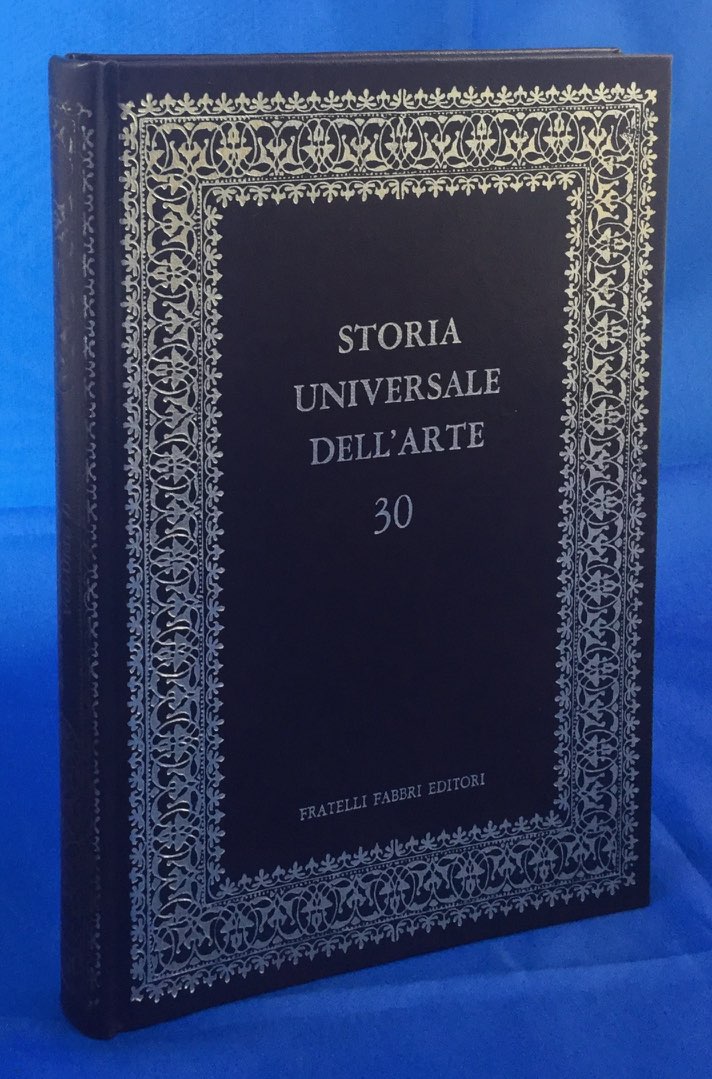 STORIA
UNIVERSALE
DELL'ARTE
30
FRATELLI FABBRI EDITORI